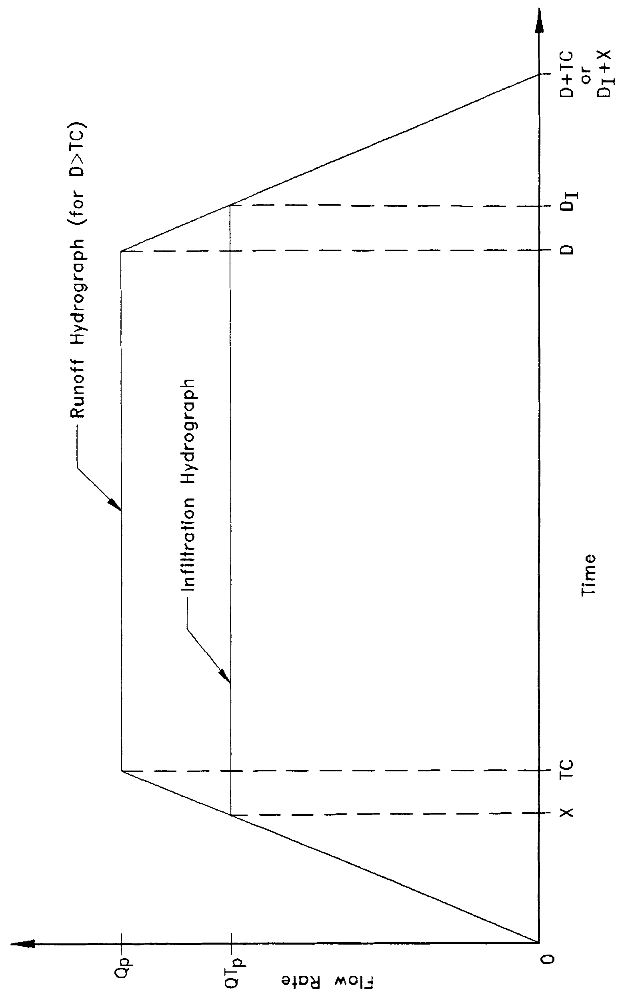 Runoff Hydrograph (for D>TC)
Infiltration Hydrograph
Qp
QTp
Flow Rate
0
X
TC
D
DI
D+TC
or
DI+X
Time